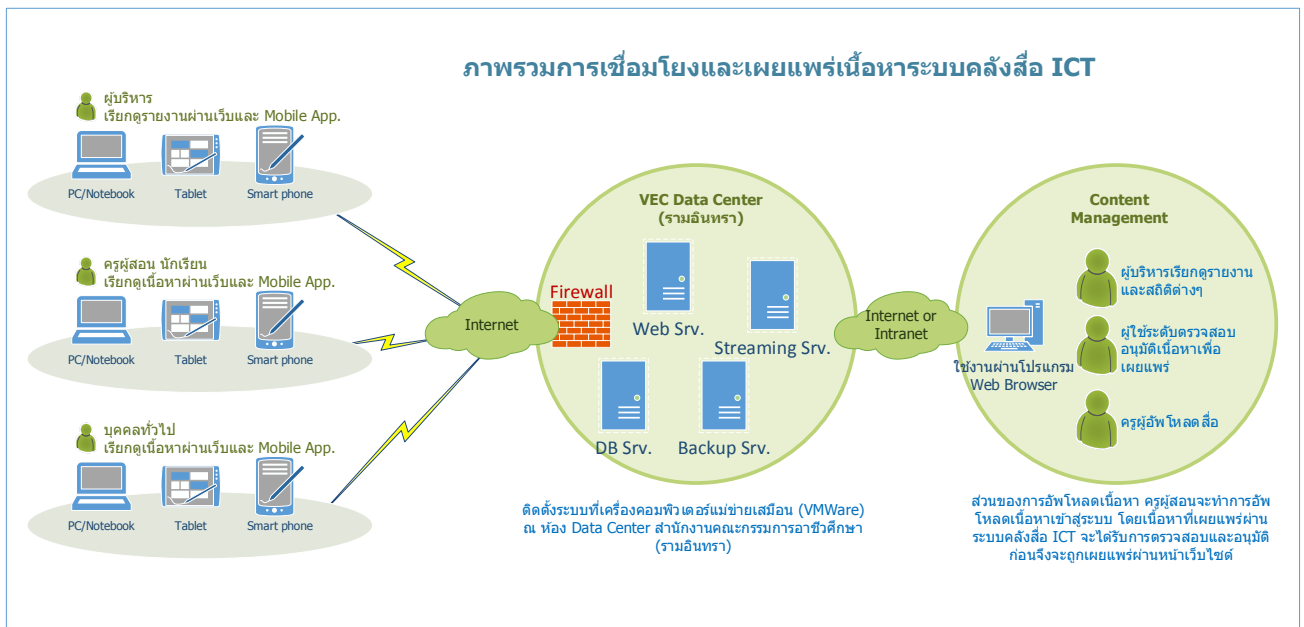 ภาพรวมการเชื่อมโยงและเผยแพร่เนื้อหาระบบคลังสื่อ ICT
ผู้บริหาร
เรียกดูรายงานผ่านเว็บและ Mobile App.
PC/Notebook
Tablet
Smart phone
ครูผู้สอน นักเรียน
เรียกดูเนื้อหาผ่านเว็บและ Mobile App.
PC/Notebook
Tablet
Smart phone
บุคคลทั่วไป
เรียกดูเนื้อหาผ่านเว็บและ Mobile App.
PC/Notebook
Tablet
Smart phone
Internet
VEC Data Center
(รามอินทรา)
Firewall
Web Srv.
Streaming Srv.
DB Srv.
Backup Srv.
ติดตั้งระบบที่เครื่องคอมพิวเตอร์แม่ข่ายเสมือน (VMWare)
ณ ห้อง Data Center สำนักงานคณะกรรมการอาชีวศึกษา
(รามอินทรา)
Internet or
Intranet
Content
Management
ใช้งานผ่านโปรแกรม
Web Browser
ผู้บริหารเรียกดูรายงาน
และสถิติต่างๆ
ผู้ใช้ระดับตรวจสอบ
อนุมัติเนื้อหาเพื่อ
เผยแพร่
ครูผู้อัพโหลดสื่อ
ส่วนของการอัพโหลดเนื้อหา ครูผู้สอนจะทำการอัพ
โหลดเนื้อหาเข้าสู่ระบบ โดยเนื้อหาที่เผยแพร่ผ่าน
ระบบคลังสื่อ ICT จะได้รับการตรวจสอบและอนุมัติ
ก่อนจึงจะถูกเผยแพร่ผ่านหน้าเว็บไซต์